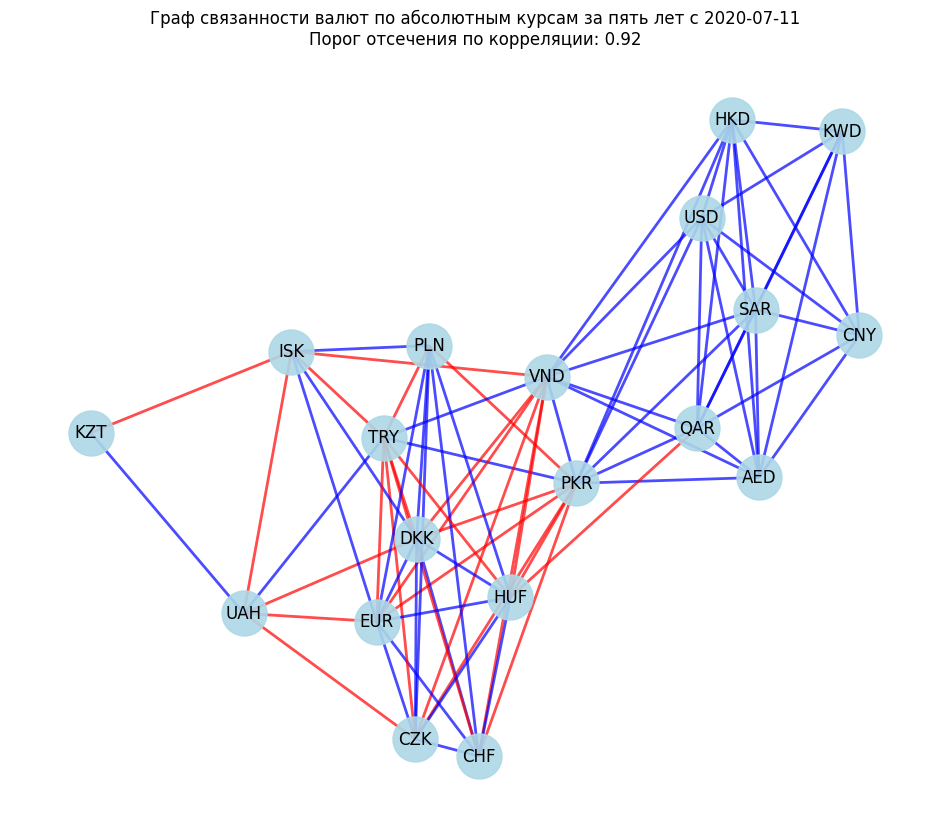 Граф связанности валют по абсолютным курсам за пять лет с 2020-07-11
Порог отсечения по корреляции: 0.92
HKD
KWD
USD
SAR
CNY
PLN
ISK
VND
QAR
KZT
TRY
AED
PKR
DKK
HUF
UAH
EUR
CZK
CHF